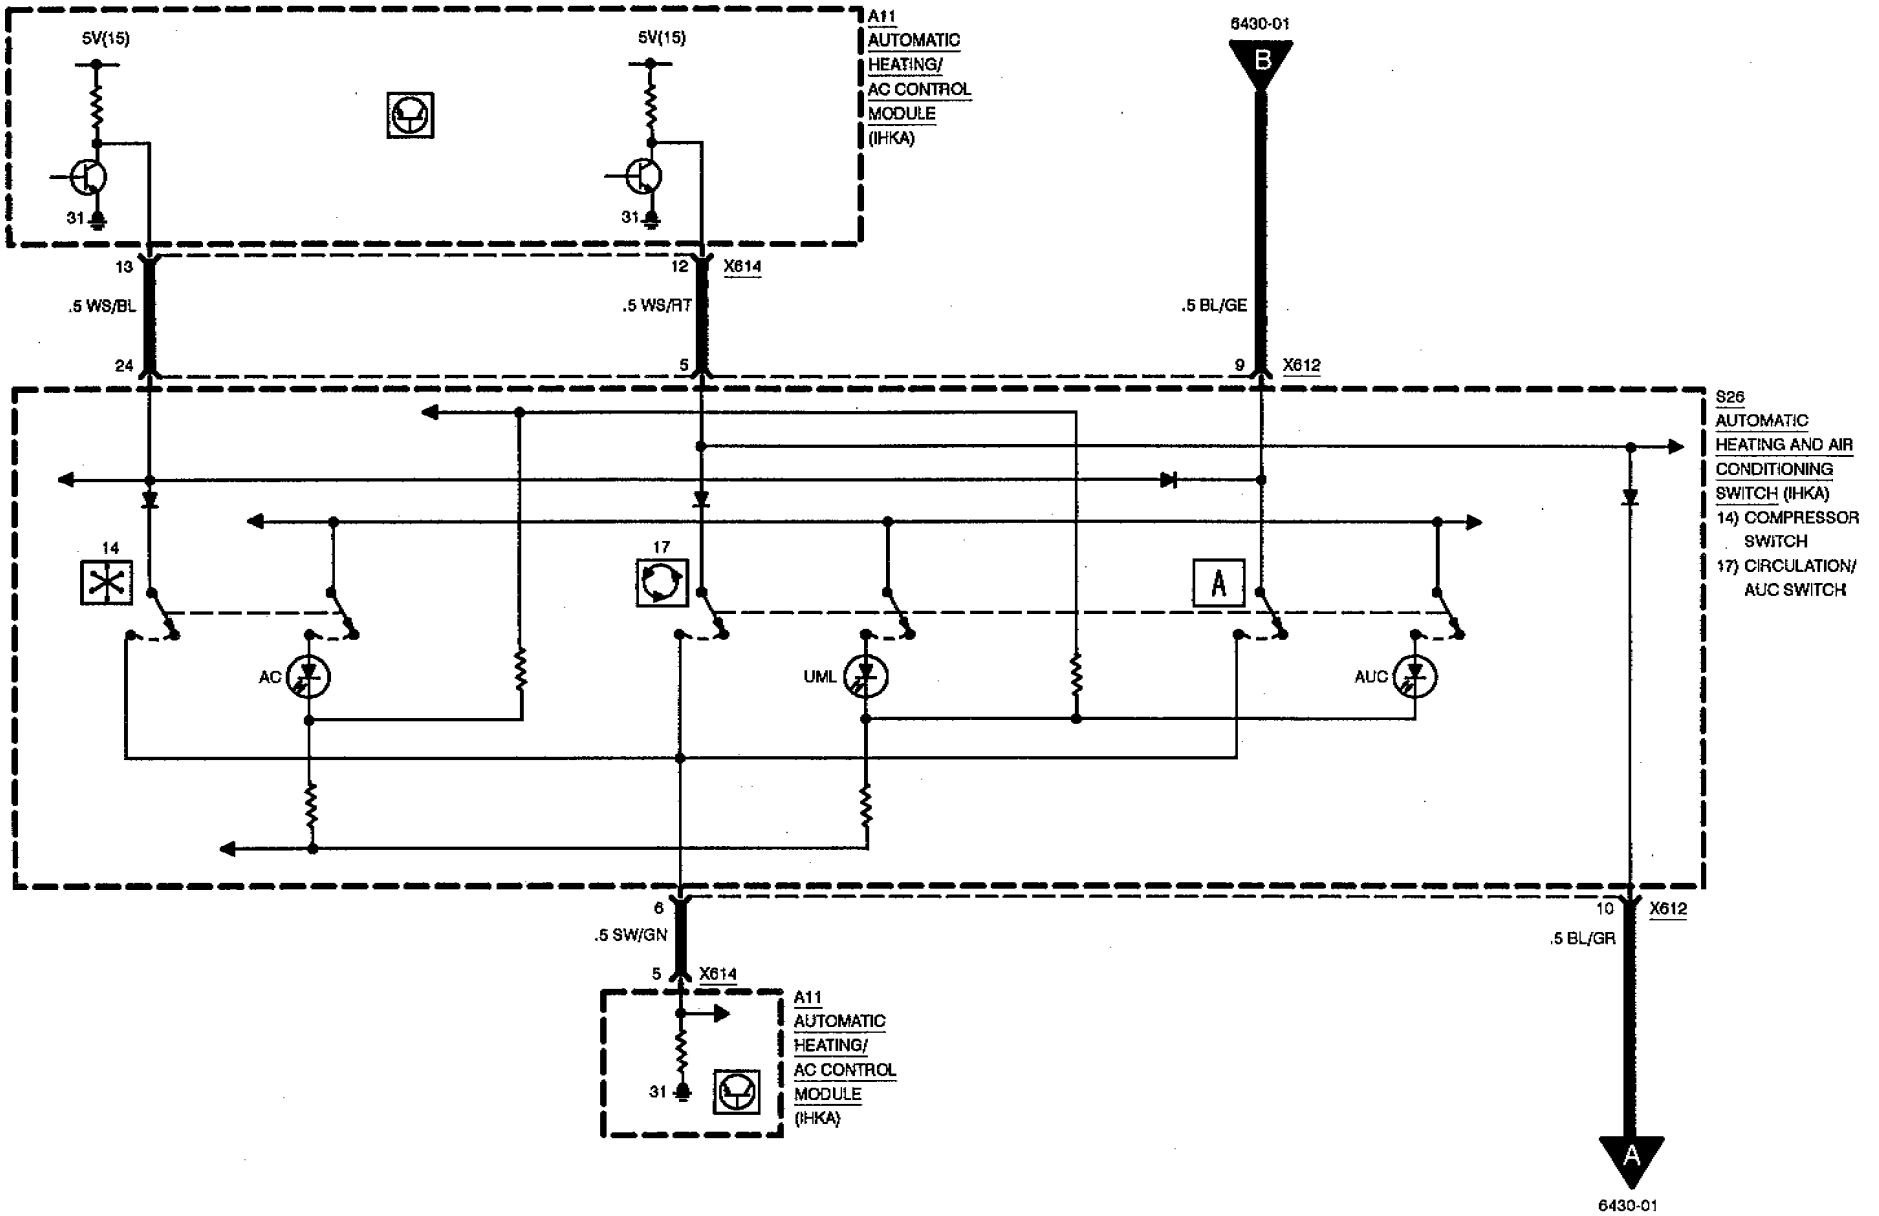 5V(15)
5V(15)
A11
AUTOMATIC
HEATING/
AC CONTROL
MODULE
(IHKA)
6430-01
B
31
31
13
12
X614
.5 WS/BL
.5 WS/RT
.5 BL/GE
24
5
9
X612
S26
AUTOMATIC
HEATING AND AIR
CONDITIONING
SWITCH (IHKA)
14) COMPRESSOR
SWITCH
17) CIRCULATION/
AUC SWITCH
14
17
A
AC
UML
AUC
6
.5 SW/GN
5
X614
10
X612
.5 BL/GR
A11
AUTOMATIC
HEATING/
AC CONTROL
MODULE
(IHKA)
31
A
6430-01